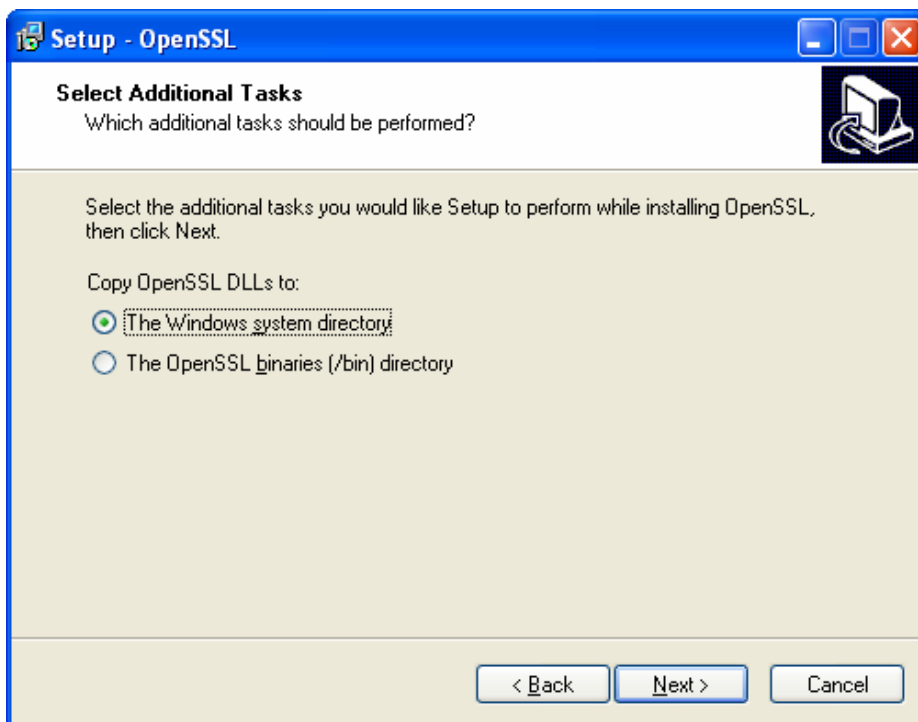 Setup - OpenSSL
Select Additional Tasks
Which additional tasks should be performed?
Select the additional tasks you would like Setup to perform while installing OpenSSL,
then click Next.
Copy OpenSSL DLLs to:
The Windows system directory
The OpenSSL binaries (/bin) directory
< Back
Next >
Cancel